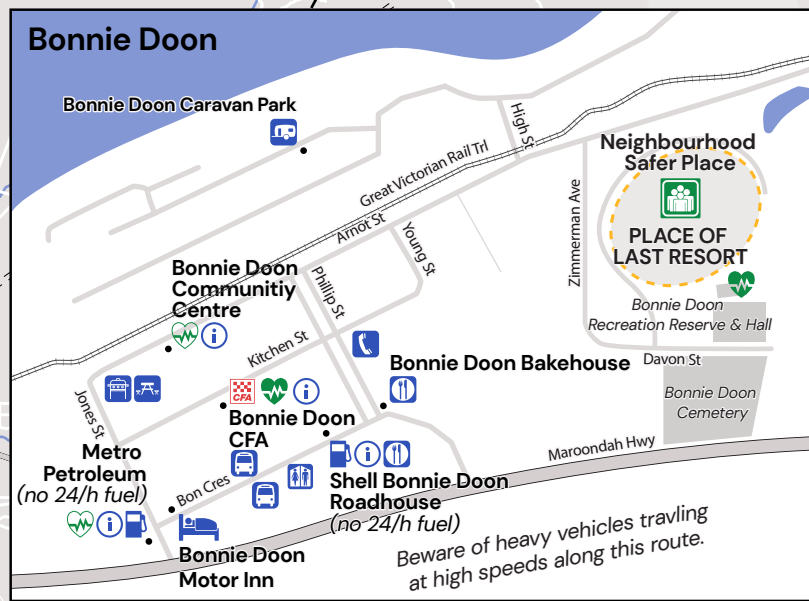 Bonnie Doon
Bonnie Doon Caravan Park
High St
Great Victorian Rail Trl
Neighbourhood
Safer Place
PLACE OF
LAST RESORT
Arnot St
Young St
Zimmerman Ave
Bonnie Doon
Communitiy
Centre
Phillip St
Kitchen St
Bonnie Doon
Recreation Reserve & Hall
Davon St
Bonnie Doon Bakehouse
Bonnie Doon
Cemetery
Jones St
CFA
Bonnie Doon
CFA
Maroondah Hwy
Metro
Petroleum
(no 24/h fuel)
Bon Cres
Shell Bonnie Doon
Roadhouse
(no 24/h fuel)
Bonnie Doon
Motor Inn
Beware of heavy vehicles travling
at high speeds along this route.